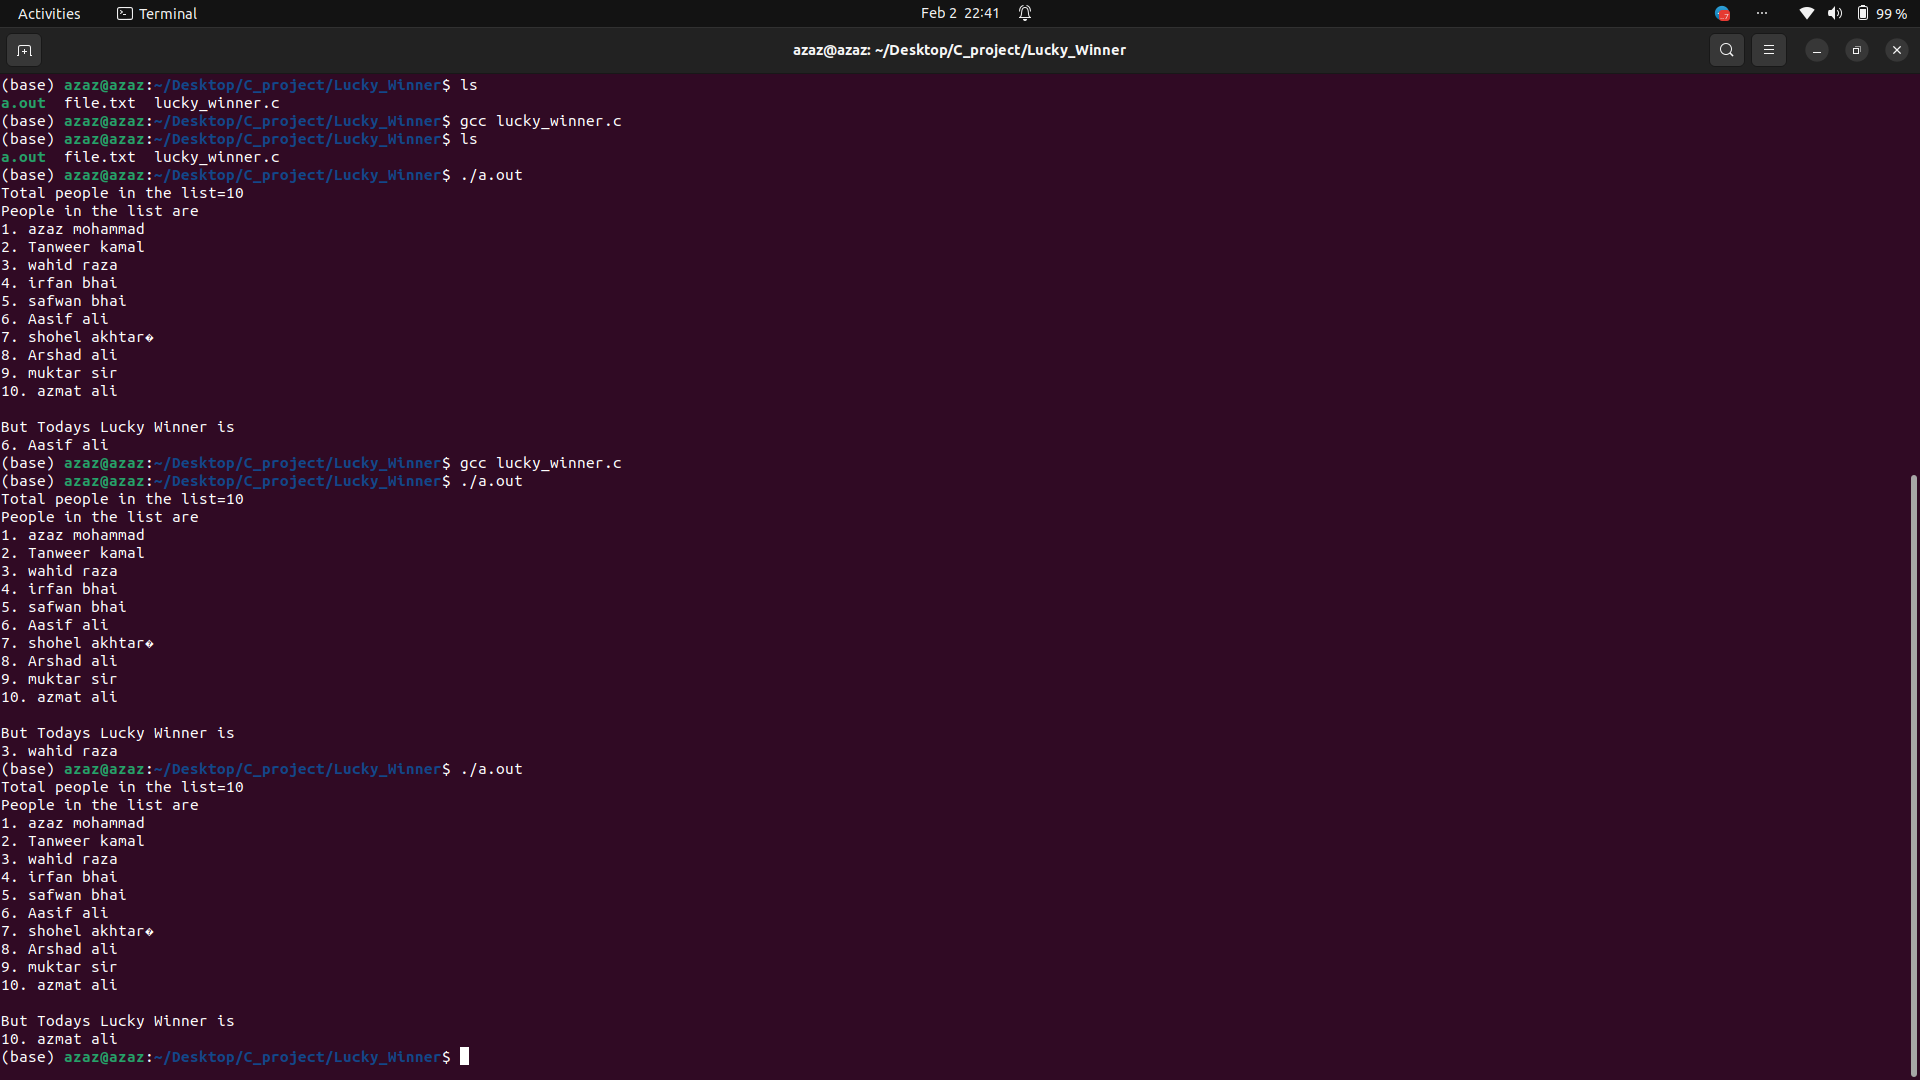 Activities Terminal Feb 2 22:41 99 %
azaz@azaz: ~/Desktop/C_project/Lucky_Winner
(base) azaz@azaz:~/Desktop/C_project/Lucky_Winner$ ls
a.out file.txt lucky_winner.c
(base) azaz@azaz:~/Desktop/C_project/Lucky_Winner$ gcc lucky_winner.c
(base) azaz@azaz:~/Desktop/C_project/Lucky_Winner$ ls
a.out file.txt lucky_winner.c
(base) azaz@azaz:~/Desktop/C_project/Lucky_Winner$ ./a.out
Total people in the list=10
People in the list are
1. azaz mohammad
2. Tanweer kamal
3. wahid raza
4. irfan bhai
5. safwan bhai
6. Aasif ali
7. shohel akhtar�
8. Arshad ali
9. muktar sir
10. azmat ali
But Todays Lucky Winner is
6. Aasif ali
(base) azaz@azaz:~/Desktop/C_project/Lucky_Winner$ gcc lucky_winner.c
(base) azaz@azaz:~/Desktop/C_project/Lucky_Winner$ ./a.out
Total people in the list=10
People in the list are
1. azaz mohammad
2. Tanweer kamal
3. wahid raza
4. irfan bhai
5. safwan bhai
6. Aasif ali
7. shohel akhtar�
8. Arshad ali
9. muktar sir
10. azmat ali
But Todays Lucky Winner is
3. wahid raza
(base) azaz@azaz:~/Desktop/C_project/Lucky_Winner$ ./a.out
Total people in the list=10
People in the list are
1. azaz mohammad
2. Tanweer kamal
3. wahid raza
4. irfan bhai
5. safwan bhai
6. Aasif ali
7. shohel akhtar�
8. Arshad ali
9. muktar sir
10. azmat ali
But Todays Lucky Winner is
10. azmat ali
(base) azaz@azaz:~/Desktop/C_project/Lucky_Winner$